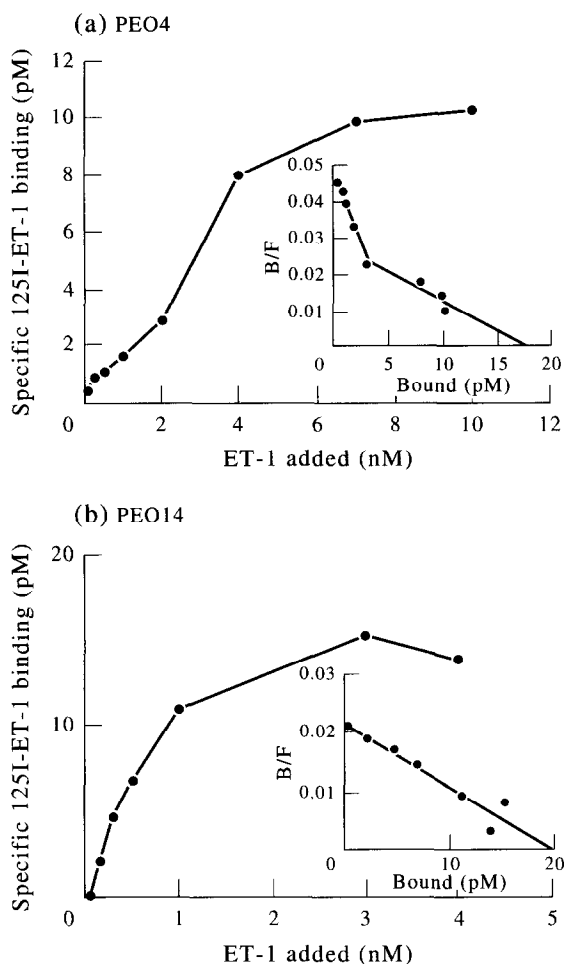 (a) PEO4
Specific 125I-ET-1 binding (pM)
12
10
8
4
2
0
0 2 4 6 8 10 12
ET-1 added (nM)
B/F
0.05
0.04
0.03
0.02
0.01
0 5 10 15 20
Bound (pM)
(b) PEO14
Specific 125I-ET-1 binding (pM)
20
10
0
0 1 3 4 5
ET-1 added (nM)
B/F
0.03
0.02
0.01
0 10 20
Bound (pM)